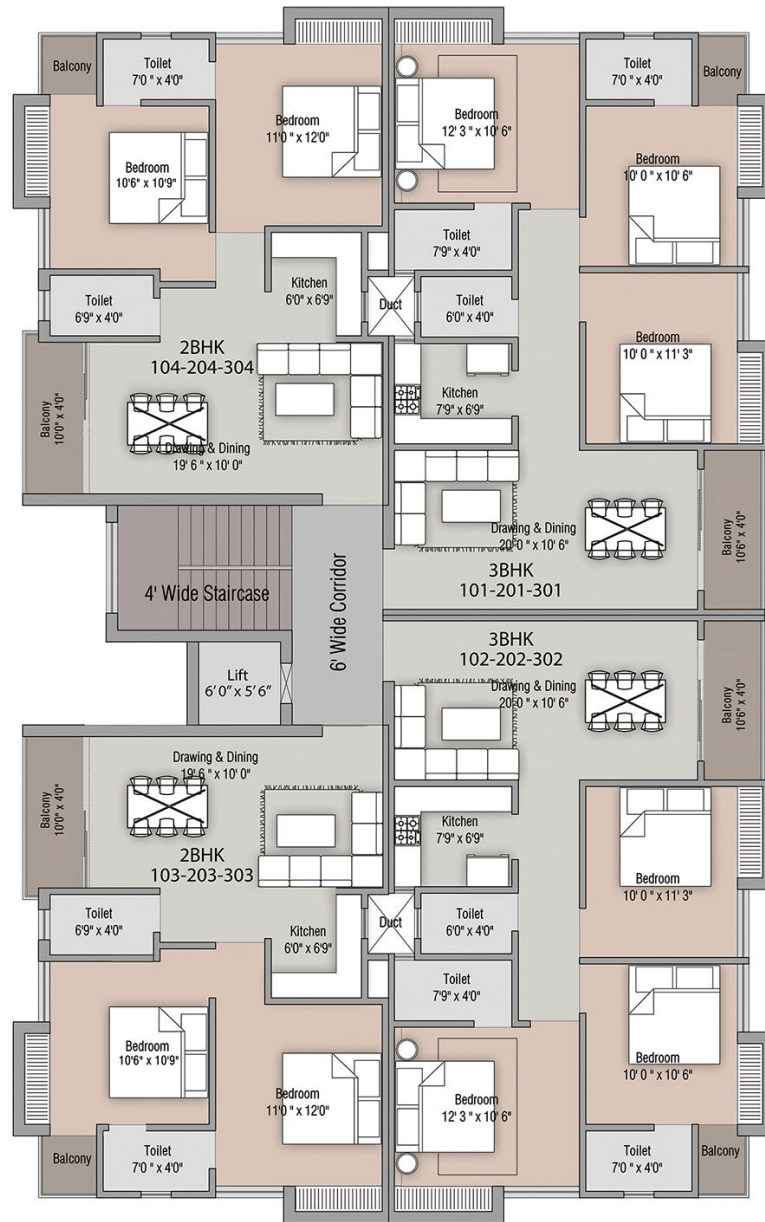 Balcony
Toilet
7'0 " x 4'0"
Bedroom
11'0 " x 12'0"
Bedroom
12' 3 " x 10' 6"
Toilet
7'0 " x 4'0"
Balcony
Bedroom
10'6" x 10'9"
Bedroom
10' 0 " x 10' 6"
Toilet
7'9" x 4'0"
Kitchen
6'0" x 6'9"
Duct
Toilet
6'0" x 4'0"
Toilet
6'9" x 4'0"
Bedroom
10' 0 " x 11' 3"
2BHK
104-204-304
Kitchen
7'9" x 6'9"
Balcony
10'0" x 4'0"
Drawing & Dining
19' 6 " x 10' 0"
Drawing & Dining
20' 0 " x 10' 6"
Balcony
10'6" x 4'0"
3BHK
101-201-301
4' Wide Staircase
6' Wide Corridor
3BHK
102-202-302
Lift
6'0" x 5'6"
Drawing & Dining
20' 0 " x 10' 6"
Balcony
10'6" x 4'0"
Drawing & Dining
19' 6 " x 10' 0"
Balcony
10'0" x 4'0"
2BHK
103-203-303
Kitchen
7'9" x 6'9"
Bedroom
10' 0 " x 11' 3"
Toilet
6'9" x 4'0"
Kitchen
6'0" x 6'9"
Duct
Toilet
6'0" x 4'0"
Toilet
7'9" x 4'0"
Bedroom
10'6" x 10'9"
Bedroom
11'0 " x 12'0"
Bedroom
12' 3 " x 10' 6"
Bedroom
10' 0 " x 10' 6"
Balcony
Toilet
7'0 " x 4'0"
Toilet
7'0 " x 4'0"
Balcony